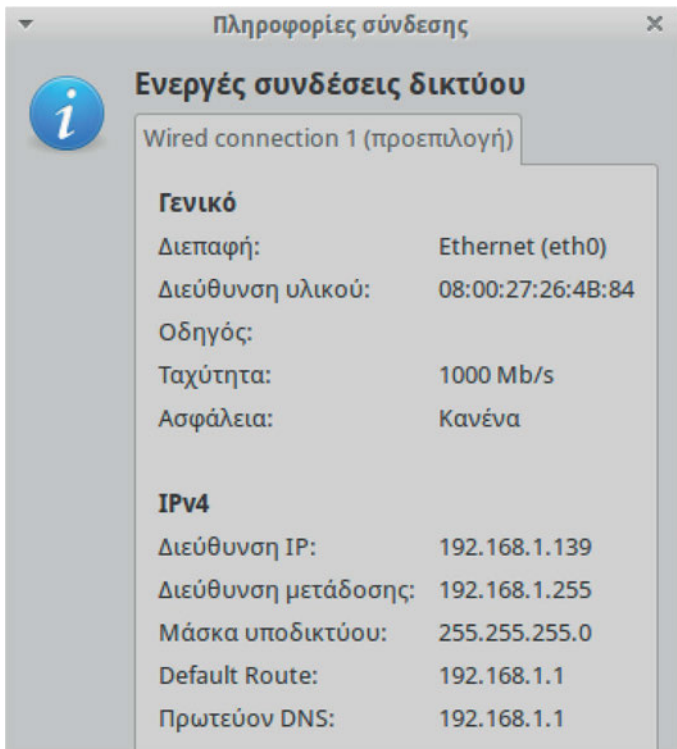 Πληροφορίες σύνδεσης
Ενεργές συνδέσεις δικτύου
Wired connection 1 (προεπιλογή)
Γενικό
Διεπαφή: Ethernet (eth0)
Διεύθυνση υλικού: 08:00:27:26:4B:84
Οδηγός:
Ταχύτητα: 1000 Mb/s
Ασφάλεια: Κανένα
IPv4
Διεύθυνση IP: 192.168.1.139
Διεύθυνση μετάδοσης: 192.168.1.255
Μάσκα υποδικτύου: 255.255.255.0
Default Route: 192.168.1.1
Πρωτεύον DNS: 192.168.1.1